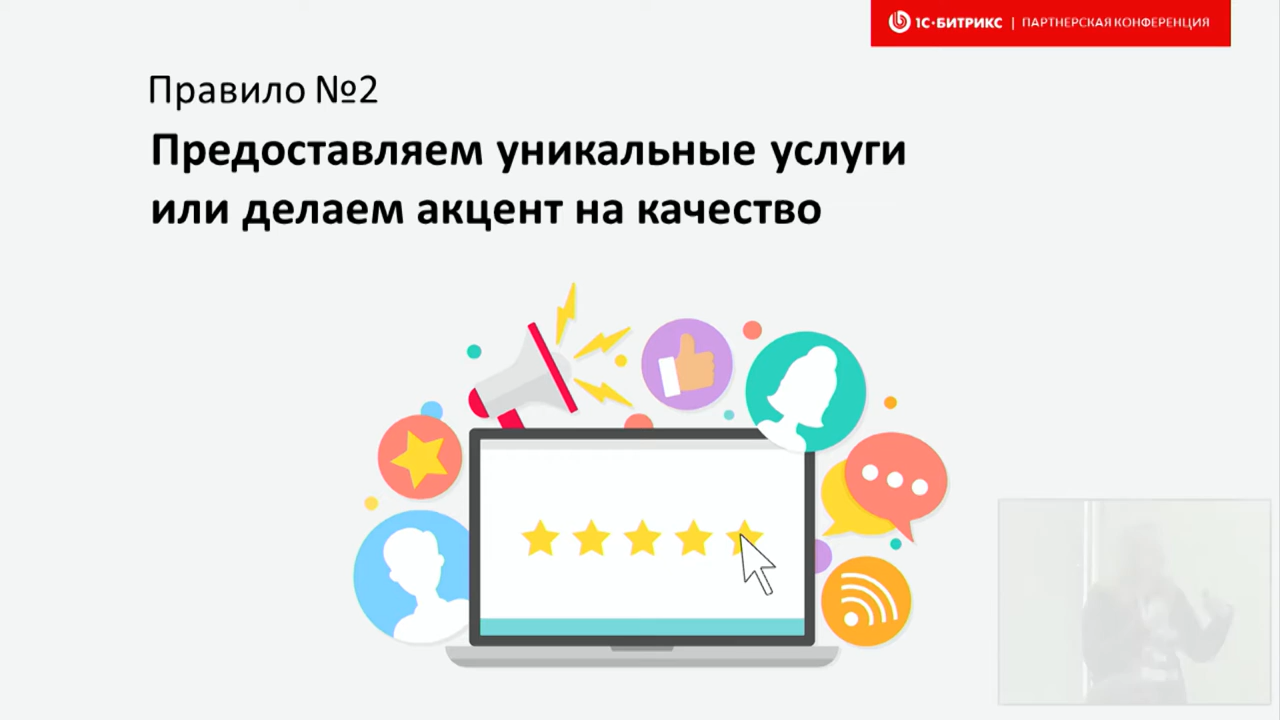 1С·БИТРИКС | ПАРТНЕРСКАЯ КОНФЕРЕНЦИЯ
Правило №2
Предоставляем уникальные услуги
или делаем акцент на качество